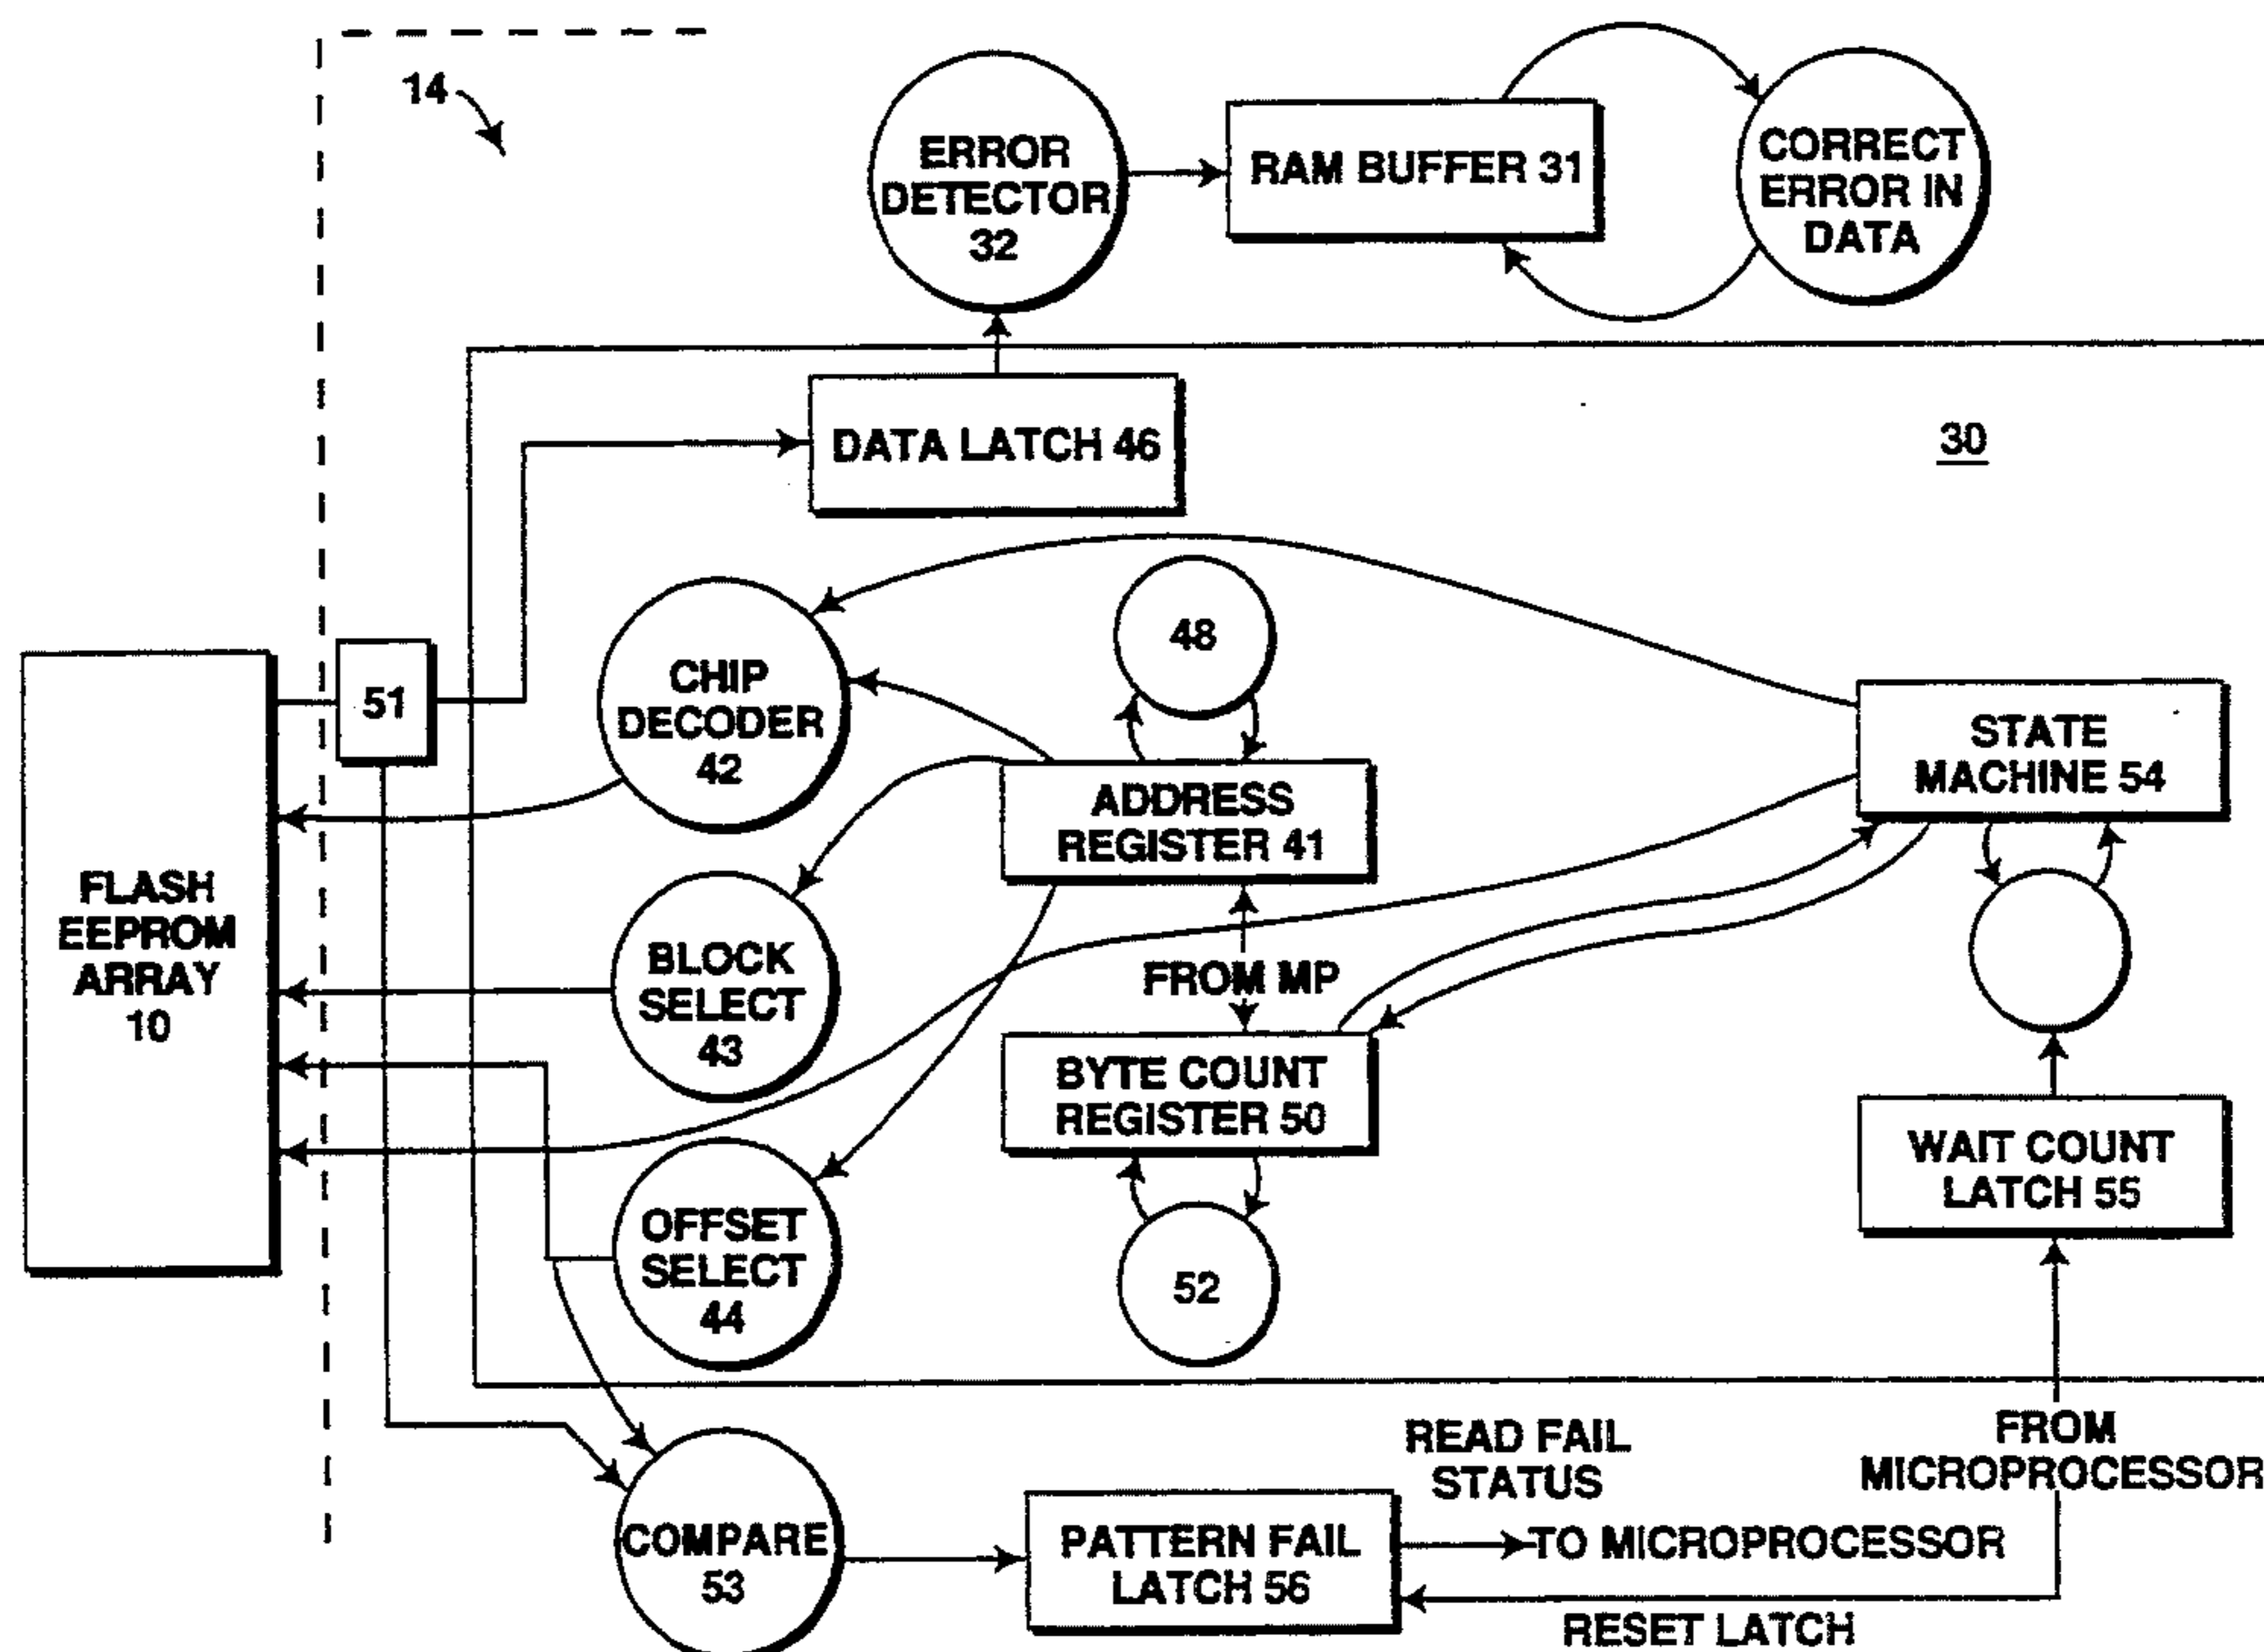 14
ERROR
DETECTOR
32
RAM BUFFER 31
CORRECT
ERROR IN
DATA
DATA LATCH 46
30
48
51
CHIP
DECODER
42
STATE
MACHINE 54
ADDRESS
REGISTER 41
FLASH
EEPROM
ARRAY
10
BLOCK
SELECT
43
FROM MP
BYTE COUNT
REGISTER 50
WAIT COUNT
LATCH 55
OFFSET
SELECT
44
52
READ FAIL
STATUS
FROM
MICROPROCESSOR
COMPARE
53
PATTERN FAIL
LATCH 56
TO MICROPROCESSOR
RESET LATCH